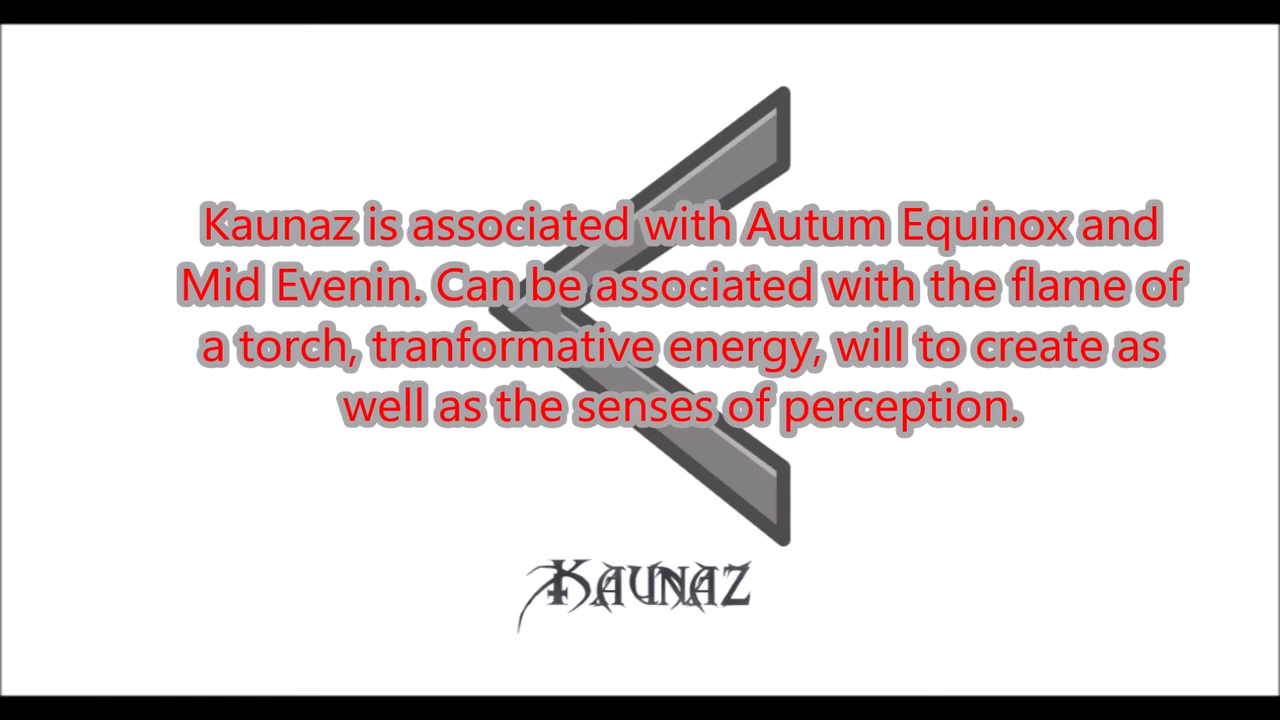 Kaunaz is associated with Autum Equinox and
Mid Evenin. Can be associated with the flame of
a torch, tranformative energy, will to create as
well as the senses of perception.
Kaunaz